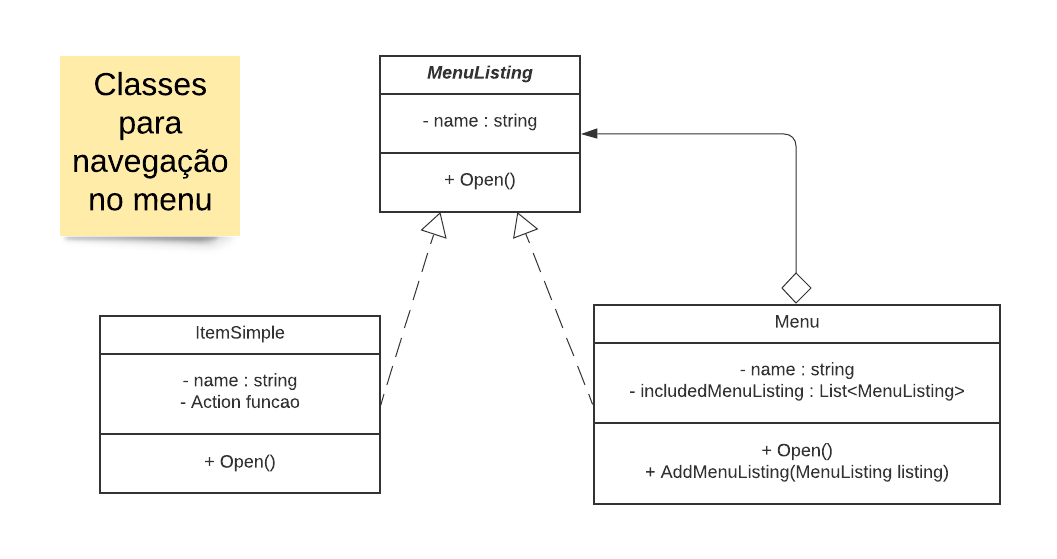 Classes
para
navegação
no menu
MenuListing
- name : string
+ Open()
ItemSimple
- name : string
- Action funcao
+ Open()
Menu
- name : string
- includedMenuListing : List<MenuListing>
+ Open()
+ AddMenuListing(MenuListing listing)